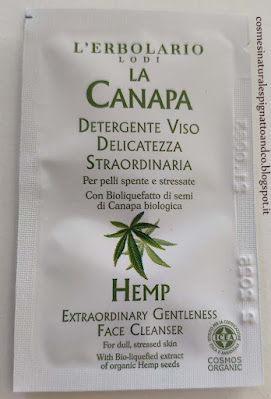 L'ERBOLARIO
LODI
LA
CANAPA
DETERGENTE VISO
DELICATEZZA
STRAORDINARIA
Per pelli spente e stressate
Con Bioliquefatto di semi
di Canapa biologica
HEMP
EXTRAORDINARY GENTLENESS
FACE CLEANSER
For dull, stressed skin
With Bio-liquefied extract
of organic Hemp seeds
ICEA
COSMOS
ORGANIC
cosmesinaturalespignattoandco.blogspot.it